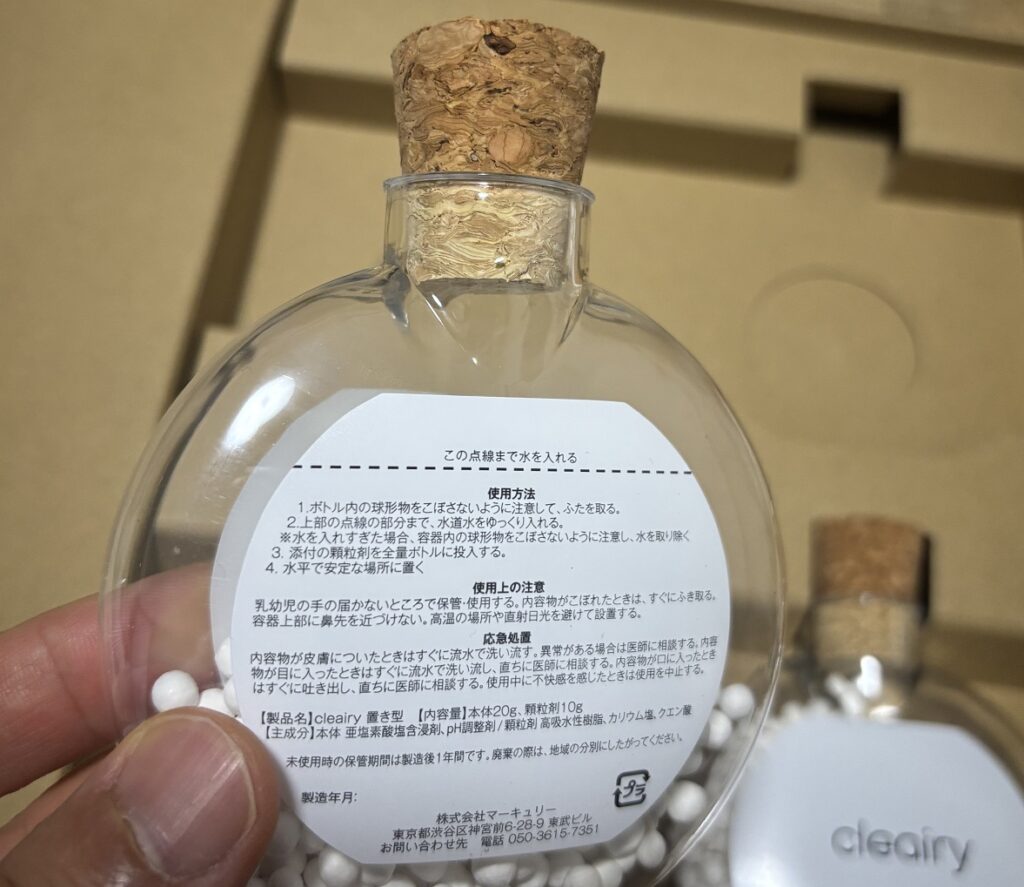 この点線まで水を入れる
使用方法
1.ボトル内の球形物をこぼさないように注意して、ふたを取る。
2.上部の点線の部分まで、水道水をゆっくり入れる。
※水を入れすぎた場合、容器内の球形物をこぼさないように注意し、水を取り除く
3. 添付の顆粒剤を全量ボトルに投入する。
4. 水平で安定な場所に置く
使用上の注意
乳幼児の手の届かないところで保管・使用する。内容物がこぼれたときは、すぐにふき取る。
容器上部に鼻先を近づけない。高温の場所や直射日光を避けて設置する。
応急処置
内容物が皮膚についたときはすぐに流水で洗い流す。異常がある場合は医師に相談する。内容
物が目に入ったときはすぐに流水で洗い流し、直ちに医師に相談する。内容物が口に入ったとき
はすぐに吐き出し、直ちに医師に相談する。使用中に不快感を感じたときは使用を中止する。
【製品名】cleairy 置き型 【内容量】本体20g、顆粒剤10g
【主成分】本体 亜塩素酸塩含浸剤、pH調整剤 / 顆粒剤 高吸水性樹脂、カリウム塩、クエン酸
未使用時の保管期間は製造後1年間です。廃棄の際は、地域の分別にしたがってください。
製造年月:
プラ
株式会社マーキュリー
東京都渋谷区神宮前6-28-9 東武ビル
お問い合わせ先 電話 050-3615-7351
cleairy